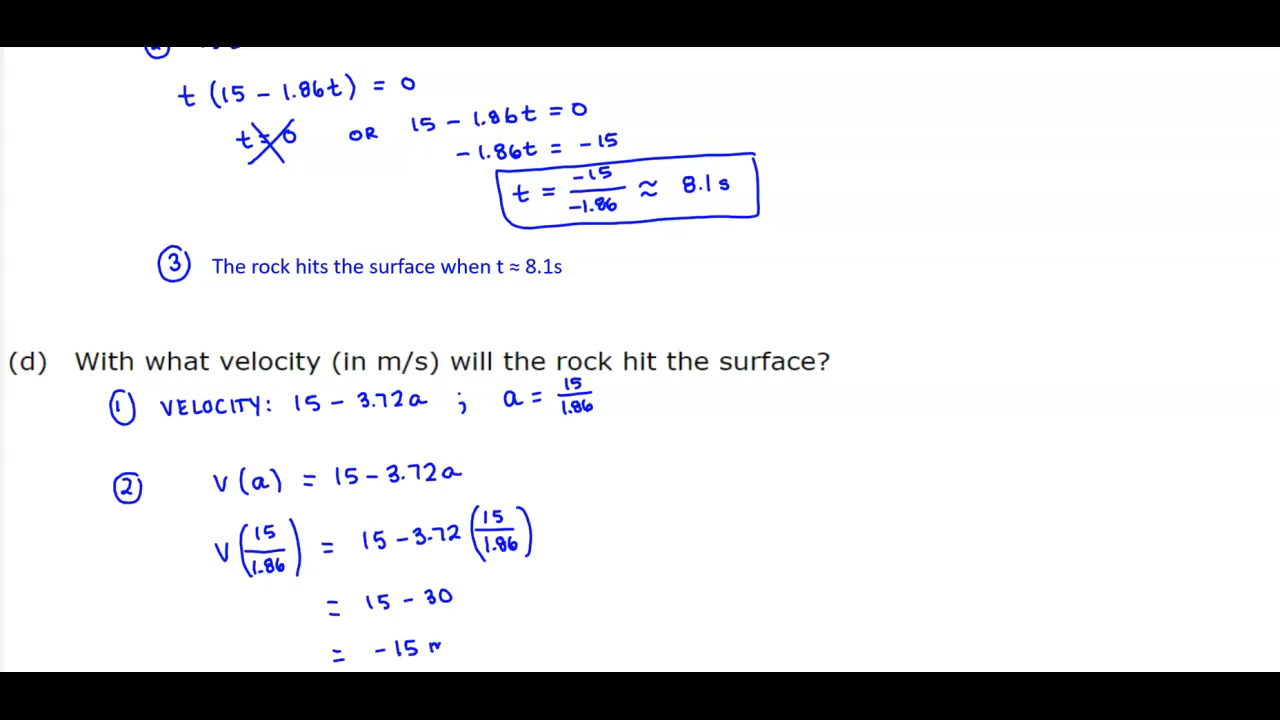 t (15 - 1.86t) = 0
t = 0 OR 15 - 1.86t = 0
-1.86t = -15
t = -15/-1.86 ≈ 8.1 s
③ The rock hits the surface when t ≈ 8.1s
(d) With what velocity (in m/s) will the rock hit the surface?
① VELOCITY: 15 - 3.72a ; a = 15/1.86
② v(a) = 15 - 3.72a
v(15/1.86) = 15 - 3.72(15/1.86)
= 15 - 30
= -15